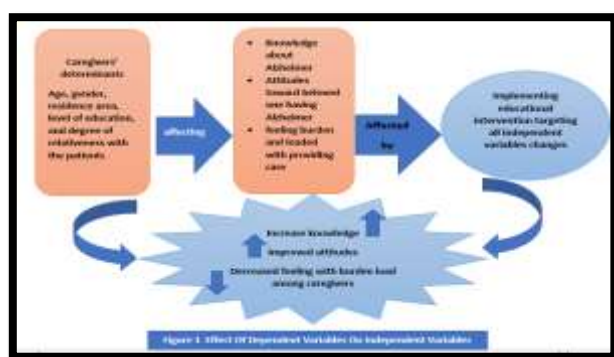 Caregivers'
determinants
Age, gender,
residence area,
level of education,
and degree of
relativeness with
the patients
affecting
• Knowledge
about
Alzheimer
• Attitudes
toward beloved
one having
Alzheimer
• feeling burden
and loaded
with providing
care
Affected
by
Implementing
educational
intervention targeting
all independent
variables changes
Increase knowledge
Improved attitudes
Decreased feeling with burden load
among caregivers
Figure 1 Effect Of Dependent Variables On Independent Variables